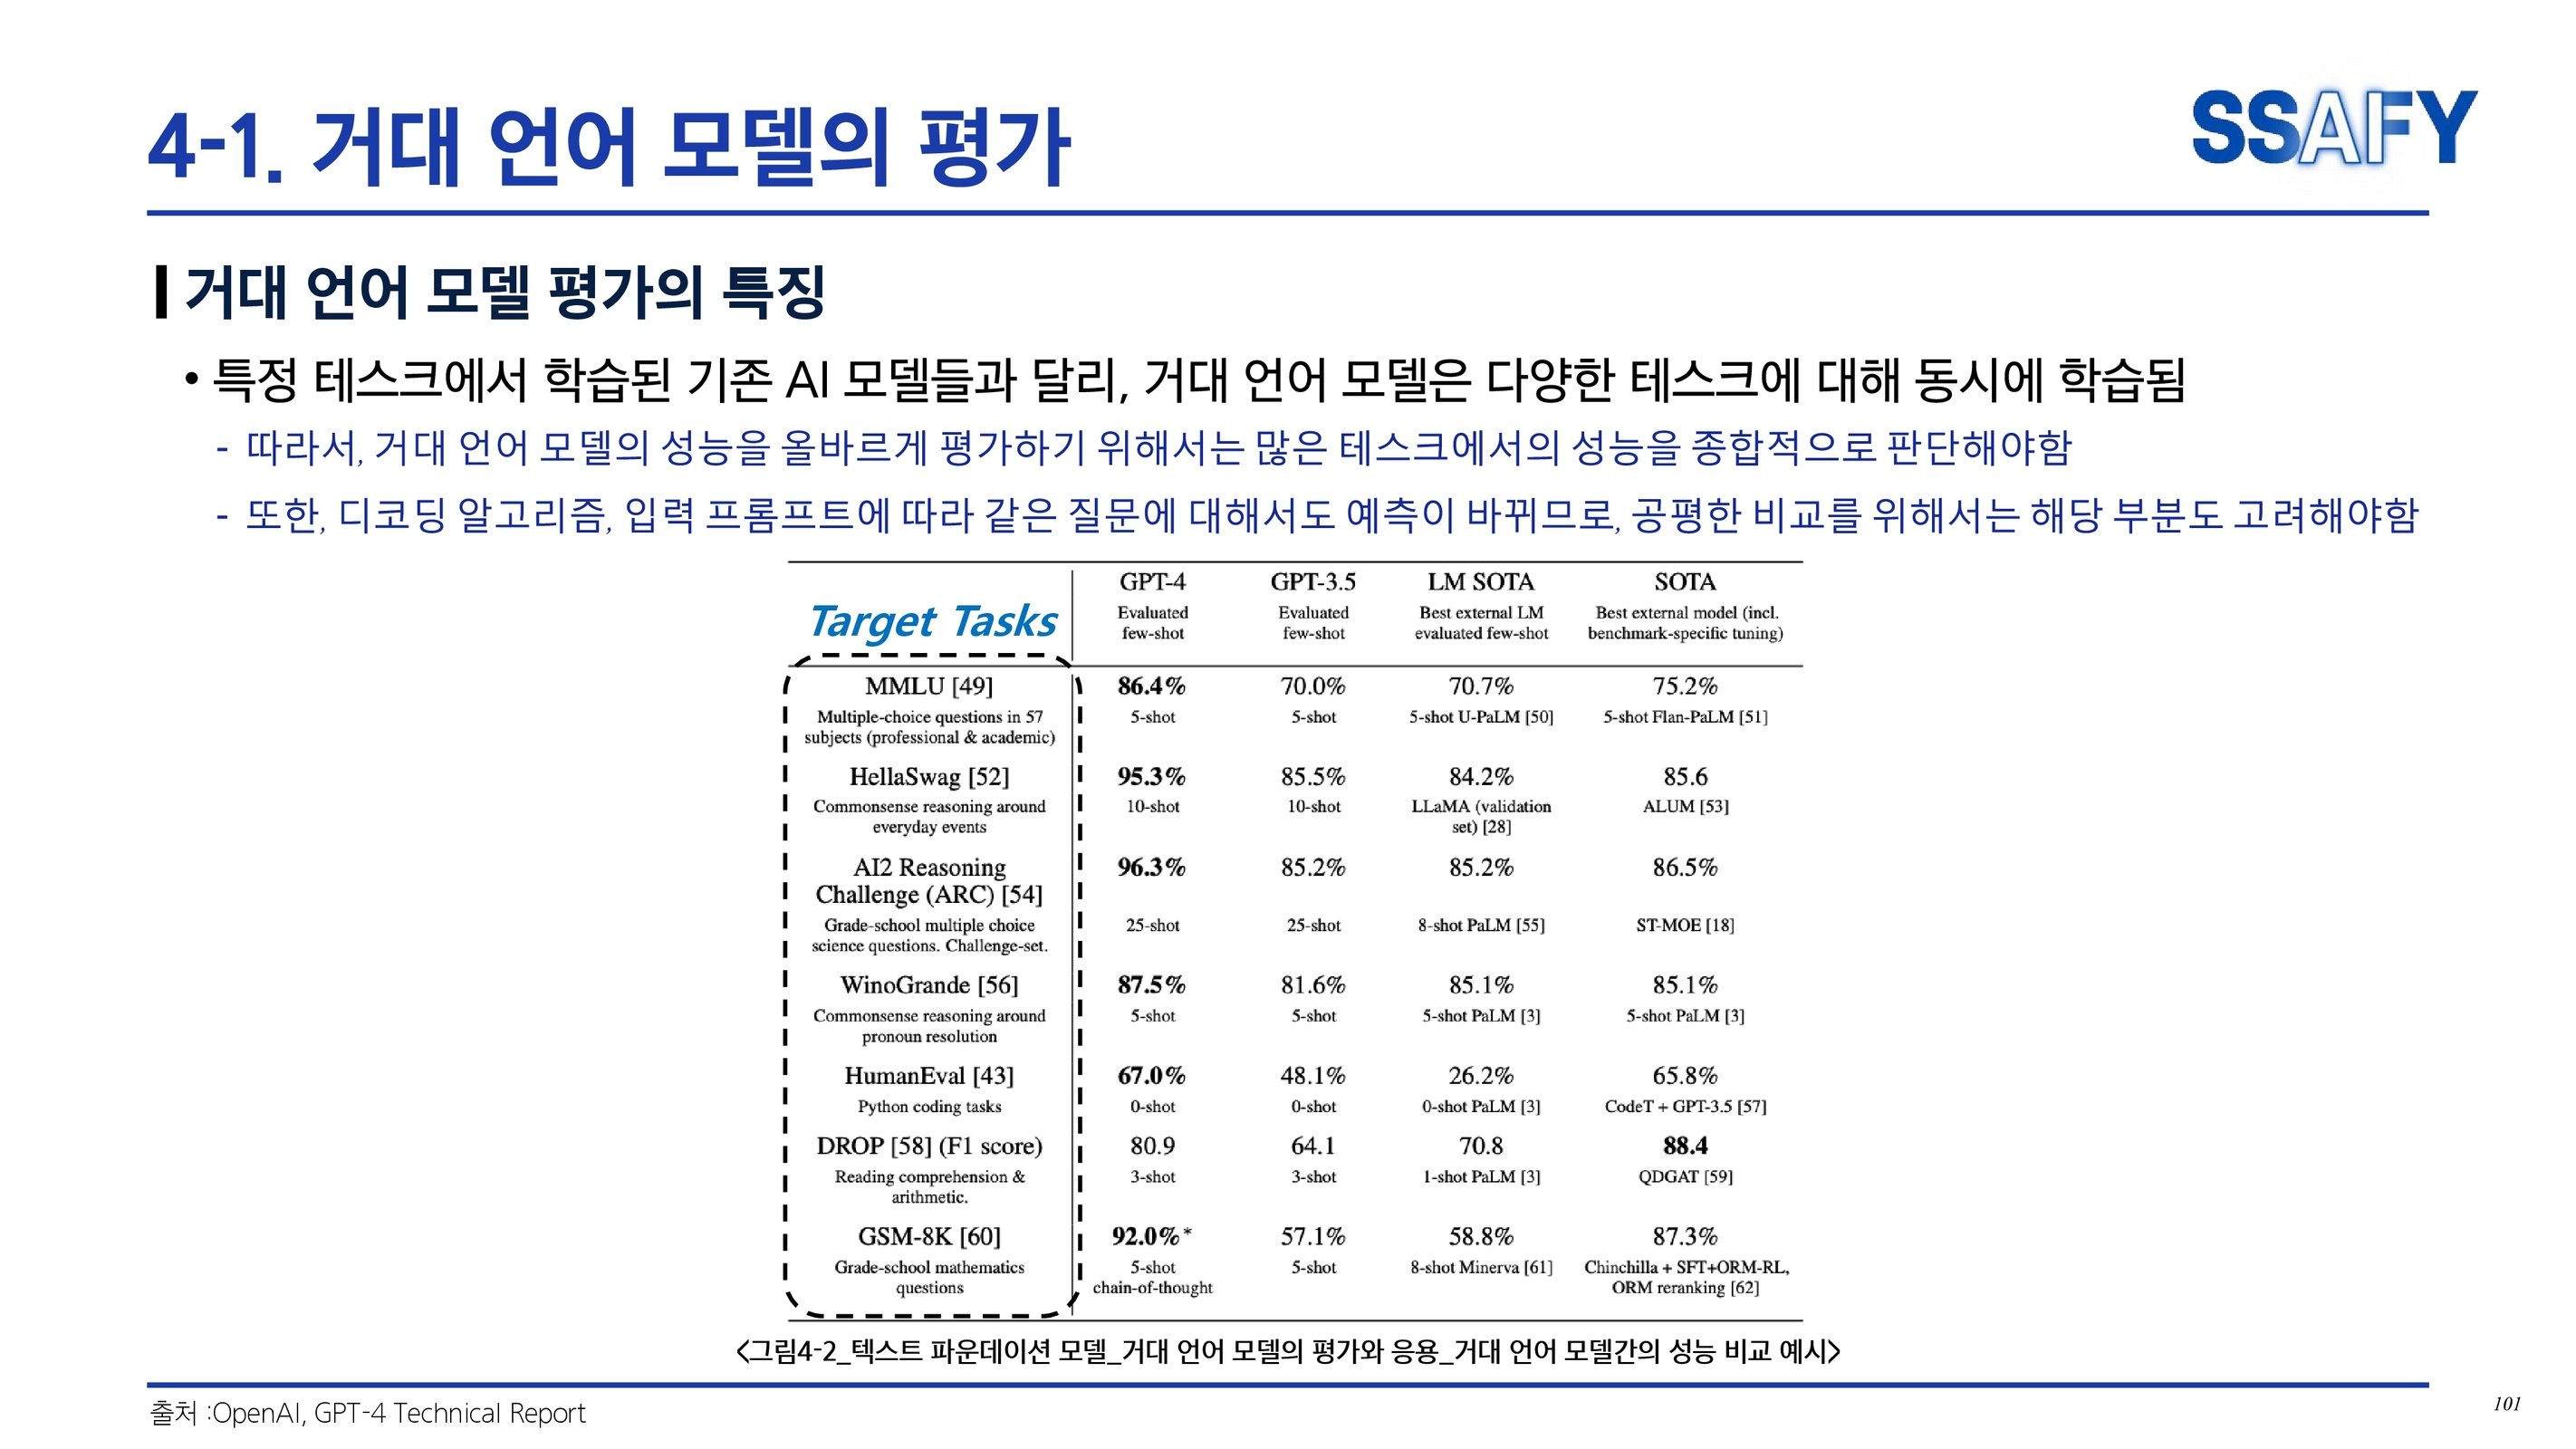 4-1. 거대 언어 모델의 평가
SSAFY
거대 언어 모델 평가의 특징
• 특정 테스크에서 학습된 기존 AI 모델들과 달리, 거대 언어 모델은 다양한 테스크에 대해 동시에 학습됨
- 따라서, 거대 언어 모델의 성능을 올바르게 평가하기 위해서는 많은 테스크에서의 성능을 종합적으로 판단해야함
- 또한, 디코딩 알고리즘, 입력 프롬프트에 따라 같은 질문에 대해서도 예측이 바뀌므로, 공평한 비교를 위해서는 해당 부분도 고려해야함
GPT-4 GPT-3.5 LM SOTA SOTA
Target Tasks
Evaluated Evaluated Best external LM Best external model (incl.
few-shot few-shot evaluated few-shot benchmark-specific tuning)
MMLU [49] 86.4% 70.0% 70.7% 75.2%
Multiple-choice questions in 57 5-shot 5-shot 5-shot U-PaLM [50] 5-shot Flan-PaLM [51]
subjects (professional & academic)
HellaSwag [52] 95.3% 85.5% 84.2% 85.6
Commonsense reasoning around 10-shot 10-shot LLaMA (validation ALUM [53]
everyday events set) [28]
AI2 Reasoning 96.3% 85.2% 85.2% 86.5%
Challenge (ARC) [54]
Grade-school multiple choice 25-shot 25-shot 8-shot PaLM [55] ST-MOE [18]
science questions. Challenge-set.
WinoGrande [56] 87.5% 81.6% 85.1% 85.1%
Commonsense reasoning around 5-shot 5-shot 5-shot PaLM [3] 5-shot PaLM [3]
pronoun resolution
HumanEval [43] 67.0% 48.1% 26.2% 65.8%
Python coding tasks 0-shot 0-shot 0-shot PaLM [3] CodeT + GPT-3.5 [57]
DROP [58] (F1 score) 80.9 64.1 70.8 88.4
Reading comprehension & 3-shot 3-shot 1-shot PaLM [3] QDGAT [59]
arithmetic.
GSM-8K [60] 92.0%* 57.1% 58.8% 87.3%
Grade-school mathematics 5-shot 5-shot 8-shot Minerva [61] Chinchilla + SFT+ORM-RL,
questions chain-of-thought ORM reranking [62]
<그림4-2_텍스트 파운데이션 모델_거대 언어 모델의 평가와 응용_거대 언어 모델간의 성능 비교 예시>
출처 :OpenAI, GPT-4 Technical Report
101